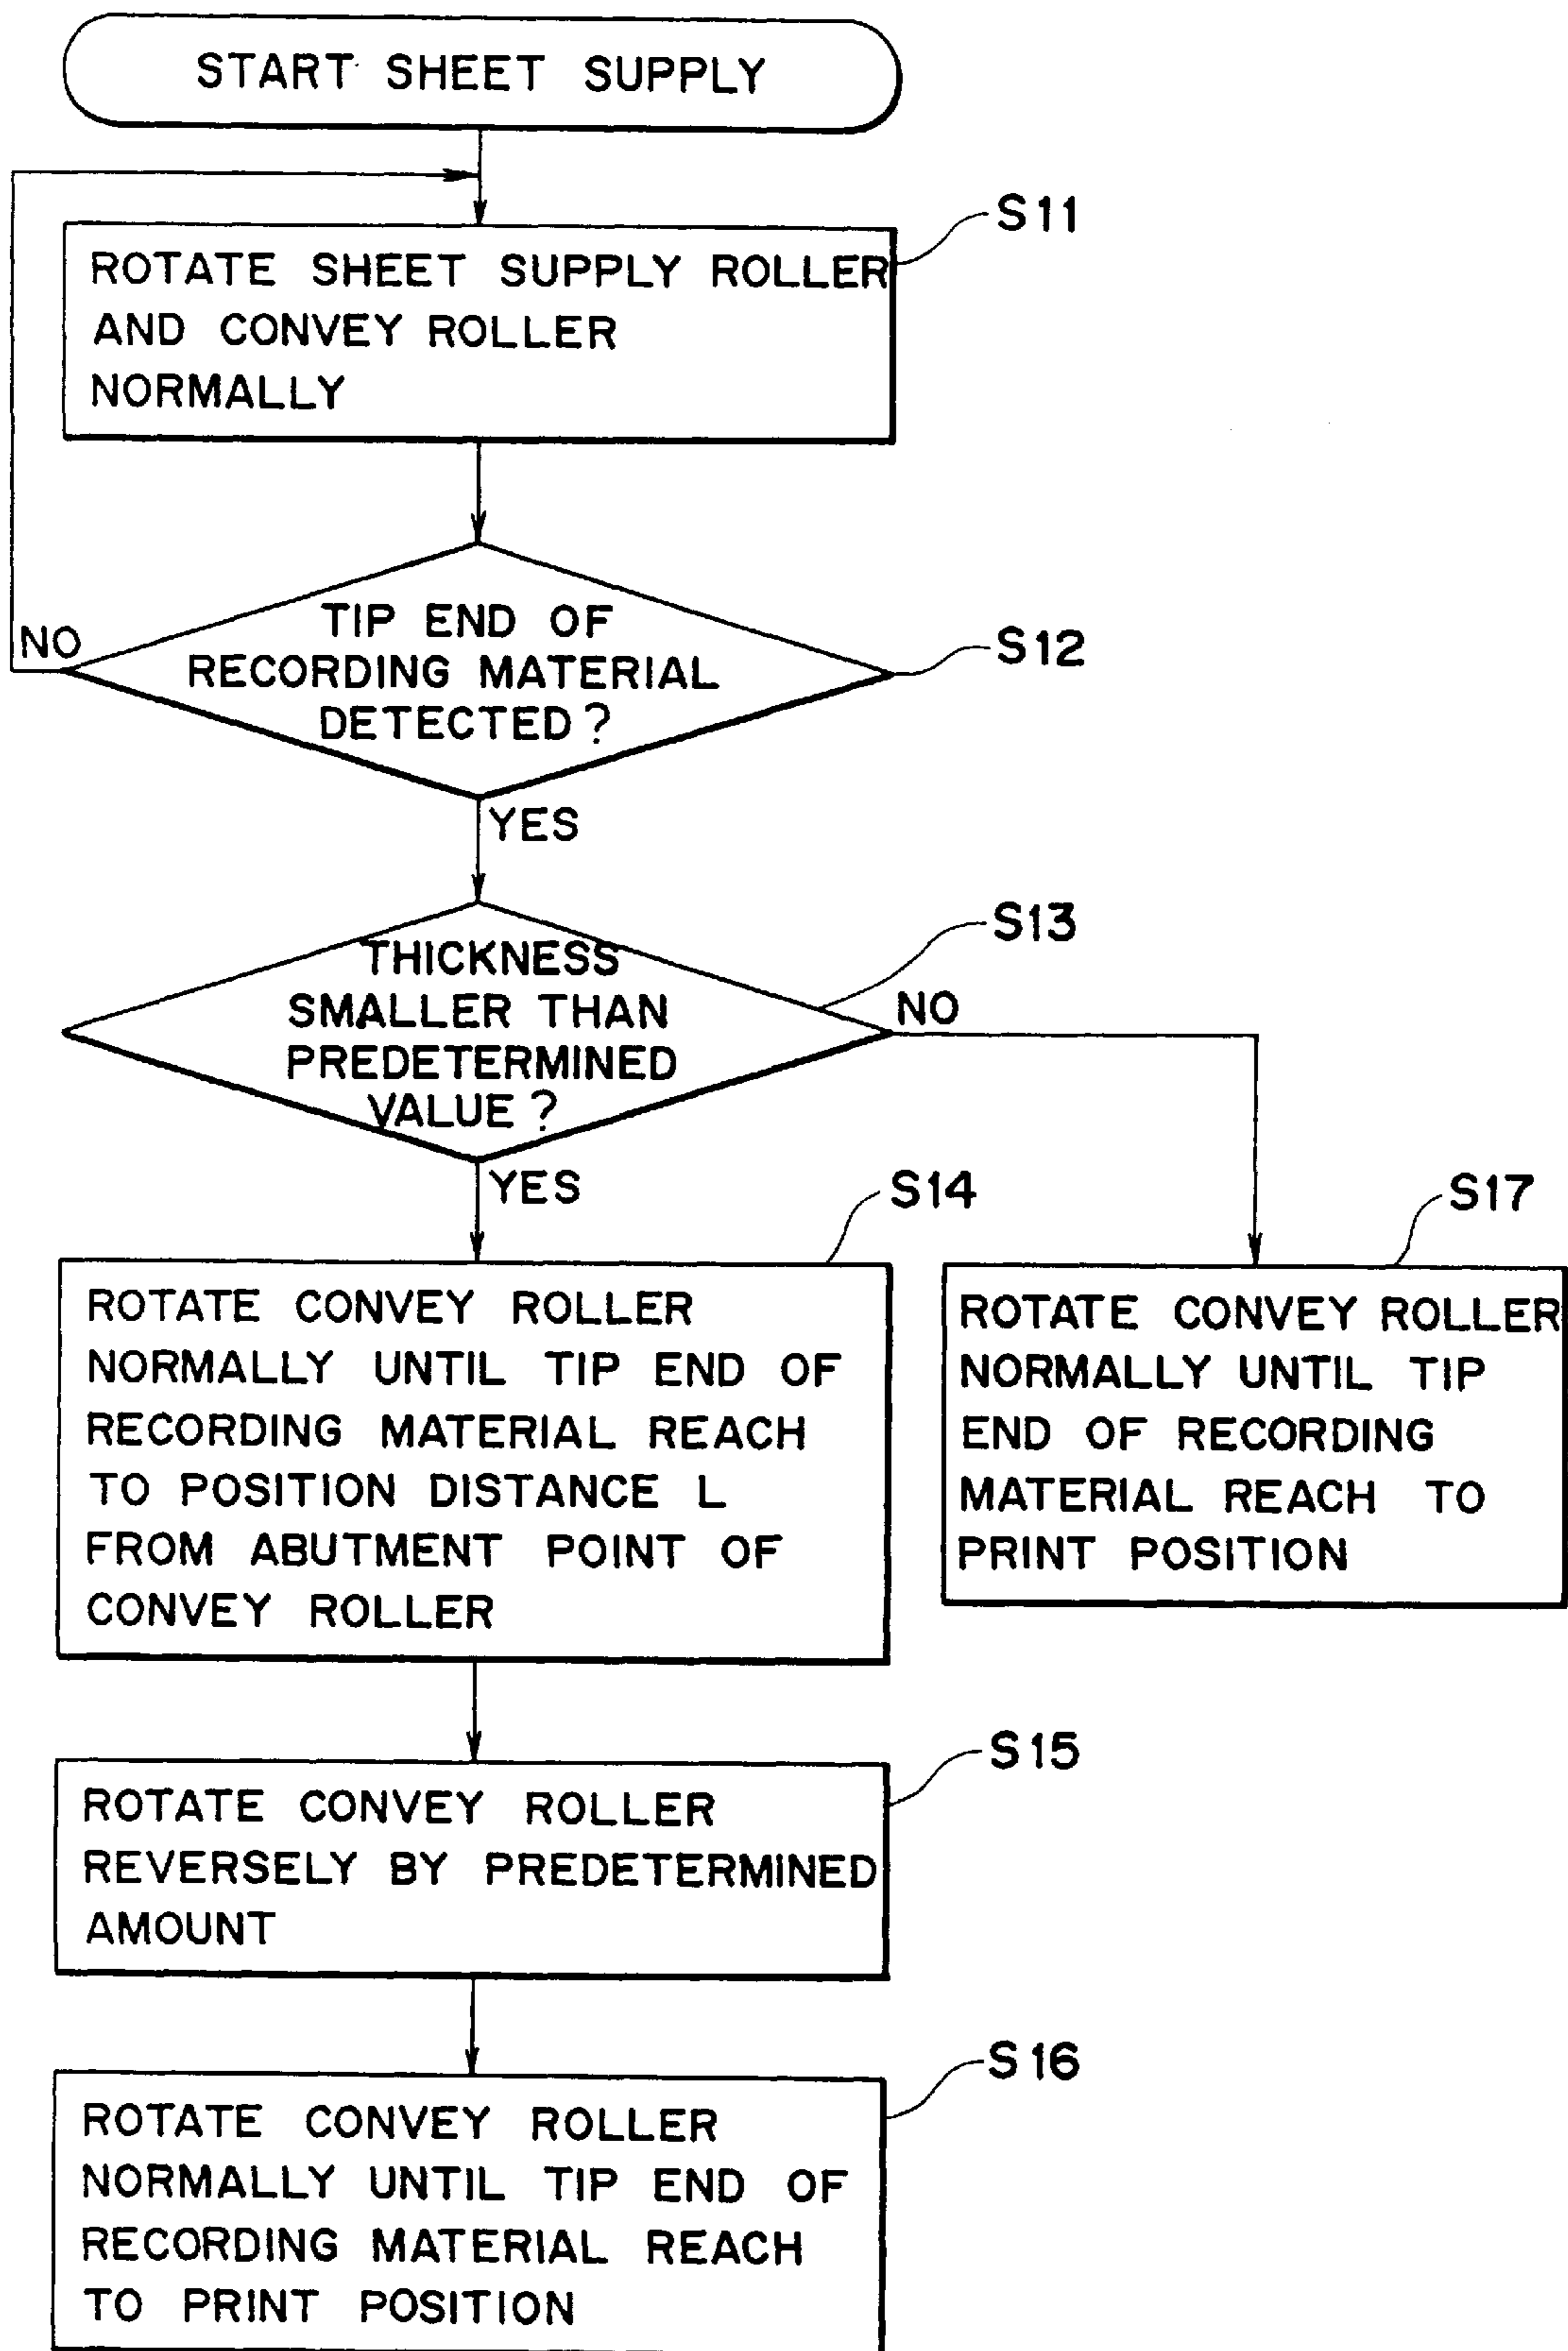 START SHEET SUPPLY
S11
ROTATE SHEET SUPPLY ROLLER
AND CONVEY ROLLER
NORMALLY
S12
NO
TIP END OF
RECORDING MATERIAL
DETECTED?
YES
S13
THICKNESS
SMALLER THAN
PREDETERMINED
VALUE?
NO
YES
S14
ROTATE CONVEY ROLLER
NORMALLY UNTIL TIP END OF
RECORDING MATERIAL REACH
TO POSITION DISTANCE L
FROM ABUTMENT POINT OF
CONVEY ROLLER
S17
ROTATE CONVEY ROLLER
NORMALLY UNTIL TIP
END OF RECORDING
MATERIAL REACH TO
PRINT POSITION
S15
ROTATE CONVEY ROLLER
REVERSELY BY PREDETERMINED
AMOUNT
S16
ROTATE CONVEY ROLLER
NORMALLY UNTIL TIP END OF
RECORDING MATERIAL REACH
TO PRINT POSITION